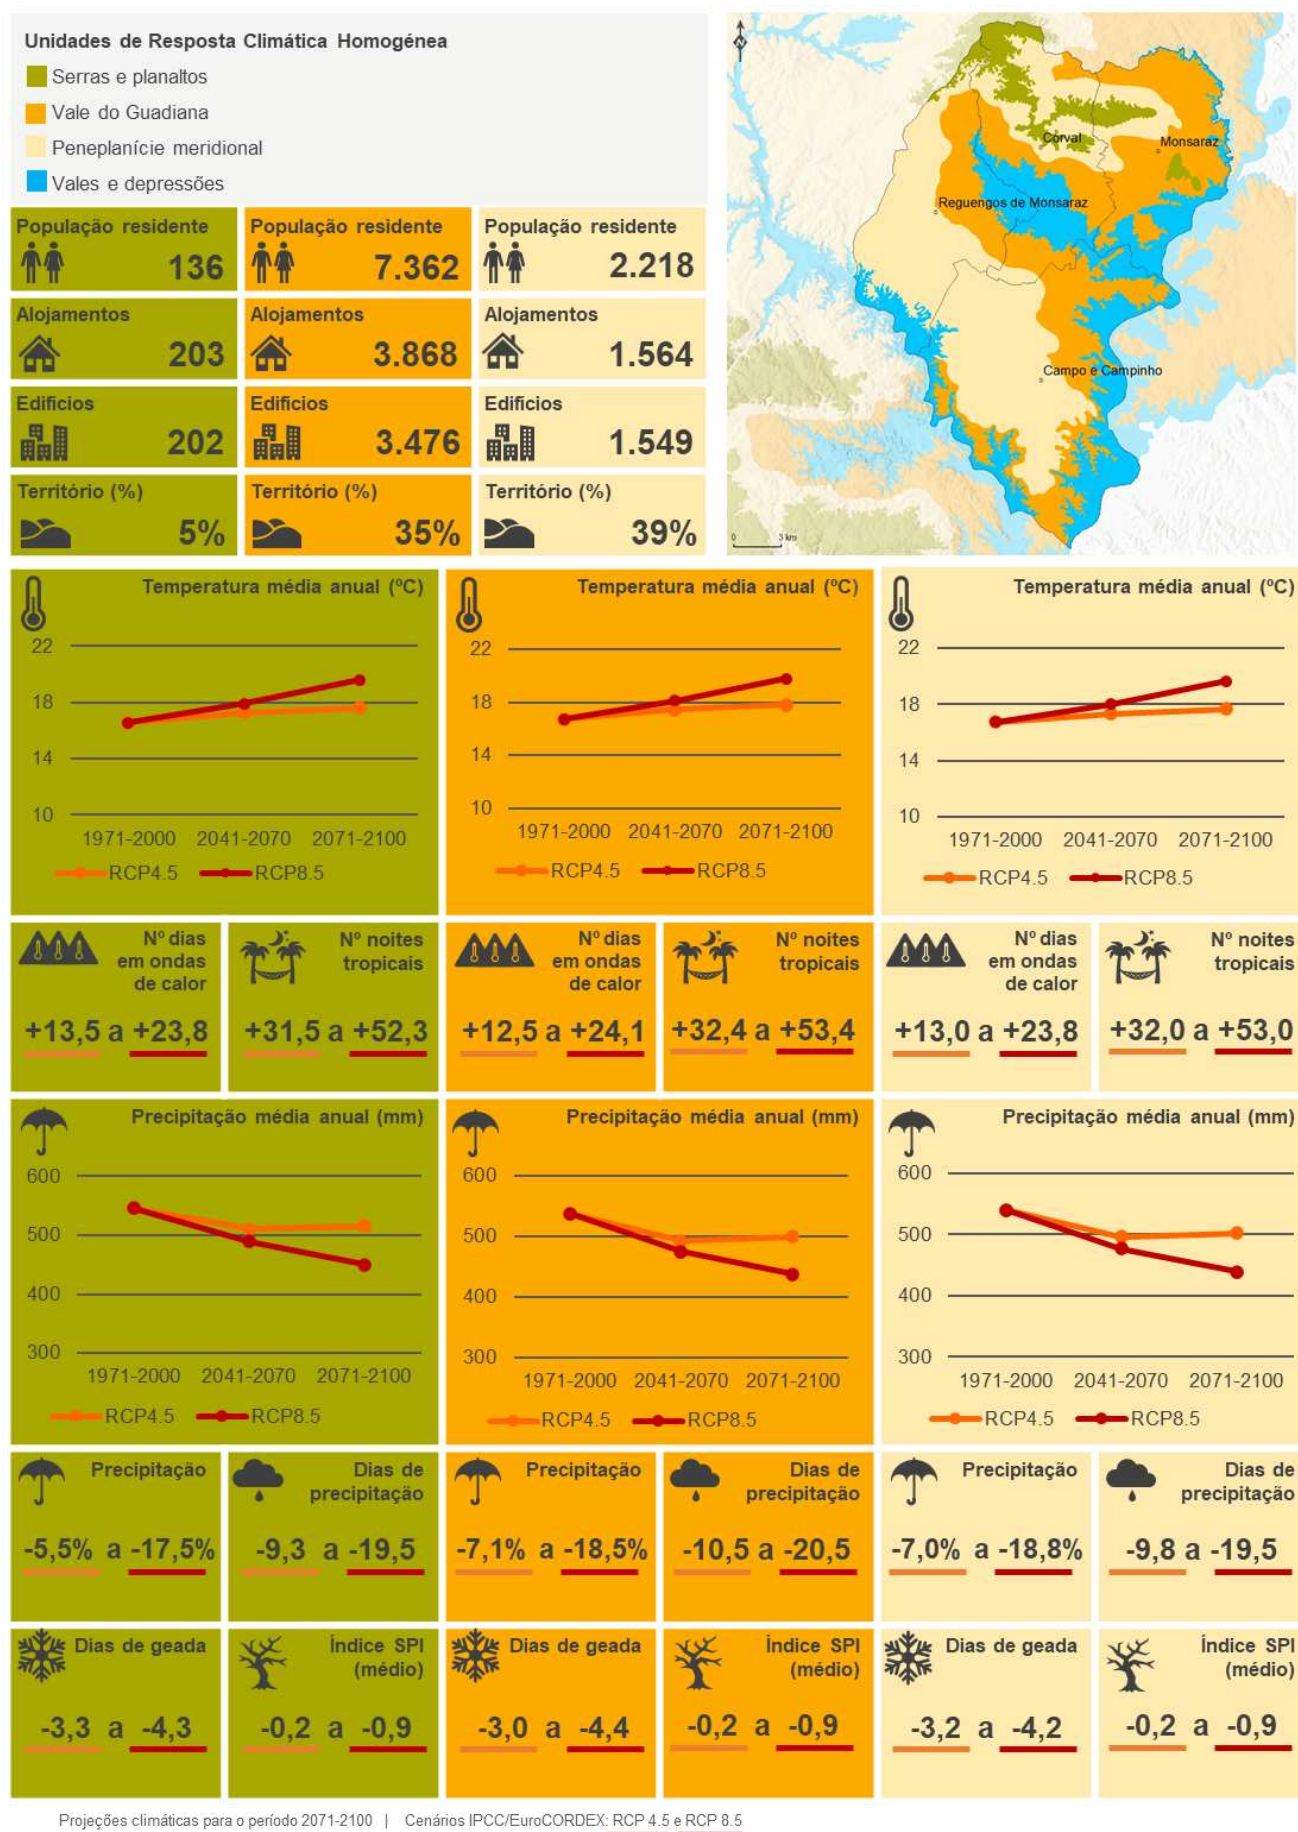 Unidades de Resposta Climática Homogénea
Serras e planaltos
Vale do Guadiana
Peneplanície meridional
Vales e depressões
N
Corval
Monsaraz
Reguengos de Monsaraz
Campo e Campinho
0 3 km
População residente
136
População residente
7.362
População residente
2.218
Alojamentos
203
Alojamentos
3.868
Alojamentos
1.564
Edificios
202
Edificios
3.476
Edificios
1.549
Território (%)
5%
Território (%)
35%
Território (%)
39%
Temperatura média anual (ºC)
22
18
14
10
1971-2000 2041-2070 2071-2100
RCP4.5 RCP8.5
Temperatura média anual (ºC)
22
18
14
10
1971-2000 2041-2070 2071-2100
RCP4.5 RCP8.5
Temperatura média anual (ºC)
22
18
14
10
1971-2000 2041-2070 2071-2100
RCP4.5 RCP8.5
Nº dias
em ondas
de calor
+13,5 a +23,8
Nº noites
tropicais
+31,5 a +52,3
Nº dias
em ondas
de calor
+12,5 a +24,1
Nº noites
tropicais
+32,4 a +53,4
Nº dias
em ondas
de calor
+13,0 a +23,8
Nº noites
tropicais
+32,0 a +53,0
Precipitação média anual (mm)
600
500
400
300
1971-2000 2041-2070 2071-2100
RCP4.5 RCP8.5
Precipitação média anual (mm)
600
500
400
300
1971-2000 2041-2070 2071-2100
RCP4.5 RCP8.5
Precipitação média anual (mm)
600
500
400
300
1971-2000 2041-2070 2071-2100
RCP4.5 RCP8.5
Precipitação
-5,5% a -17,5%
Dias de
precipitação
-9,3 a -19,5
Precipitação
-7,1% a -18,5%
Dias de
precipitação
-10,5 a -20,5
Precipitação
-7,0% a -18,8%
Dias de
precipitação
-9,8 a -19,5
Dias de geada
-3,3 a -4,3
Índice SPI
(médio)
-0,2 a -0,9
Dias de geada
-3,0 a -4,4
Índice SPI
(médio)
-0,2 a -0,9
Dias de geada
-3,2 a -4,2
Índice SPI
(médio)
-0,2 a -0,9
Projeções climáticas para o período 2071-2100 | Cenários IPCC/EuroCORDEX: RCP 4.5 e RCP 8.5